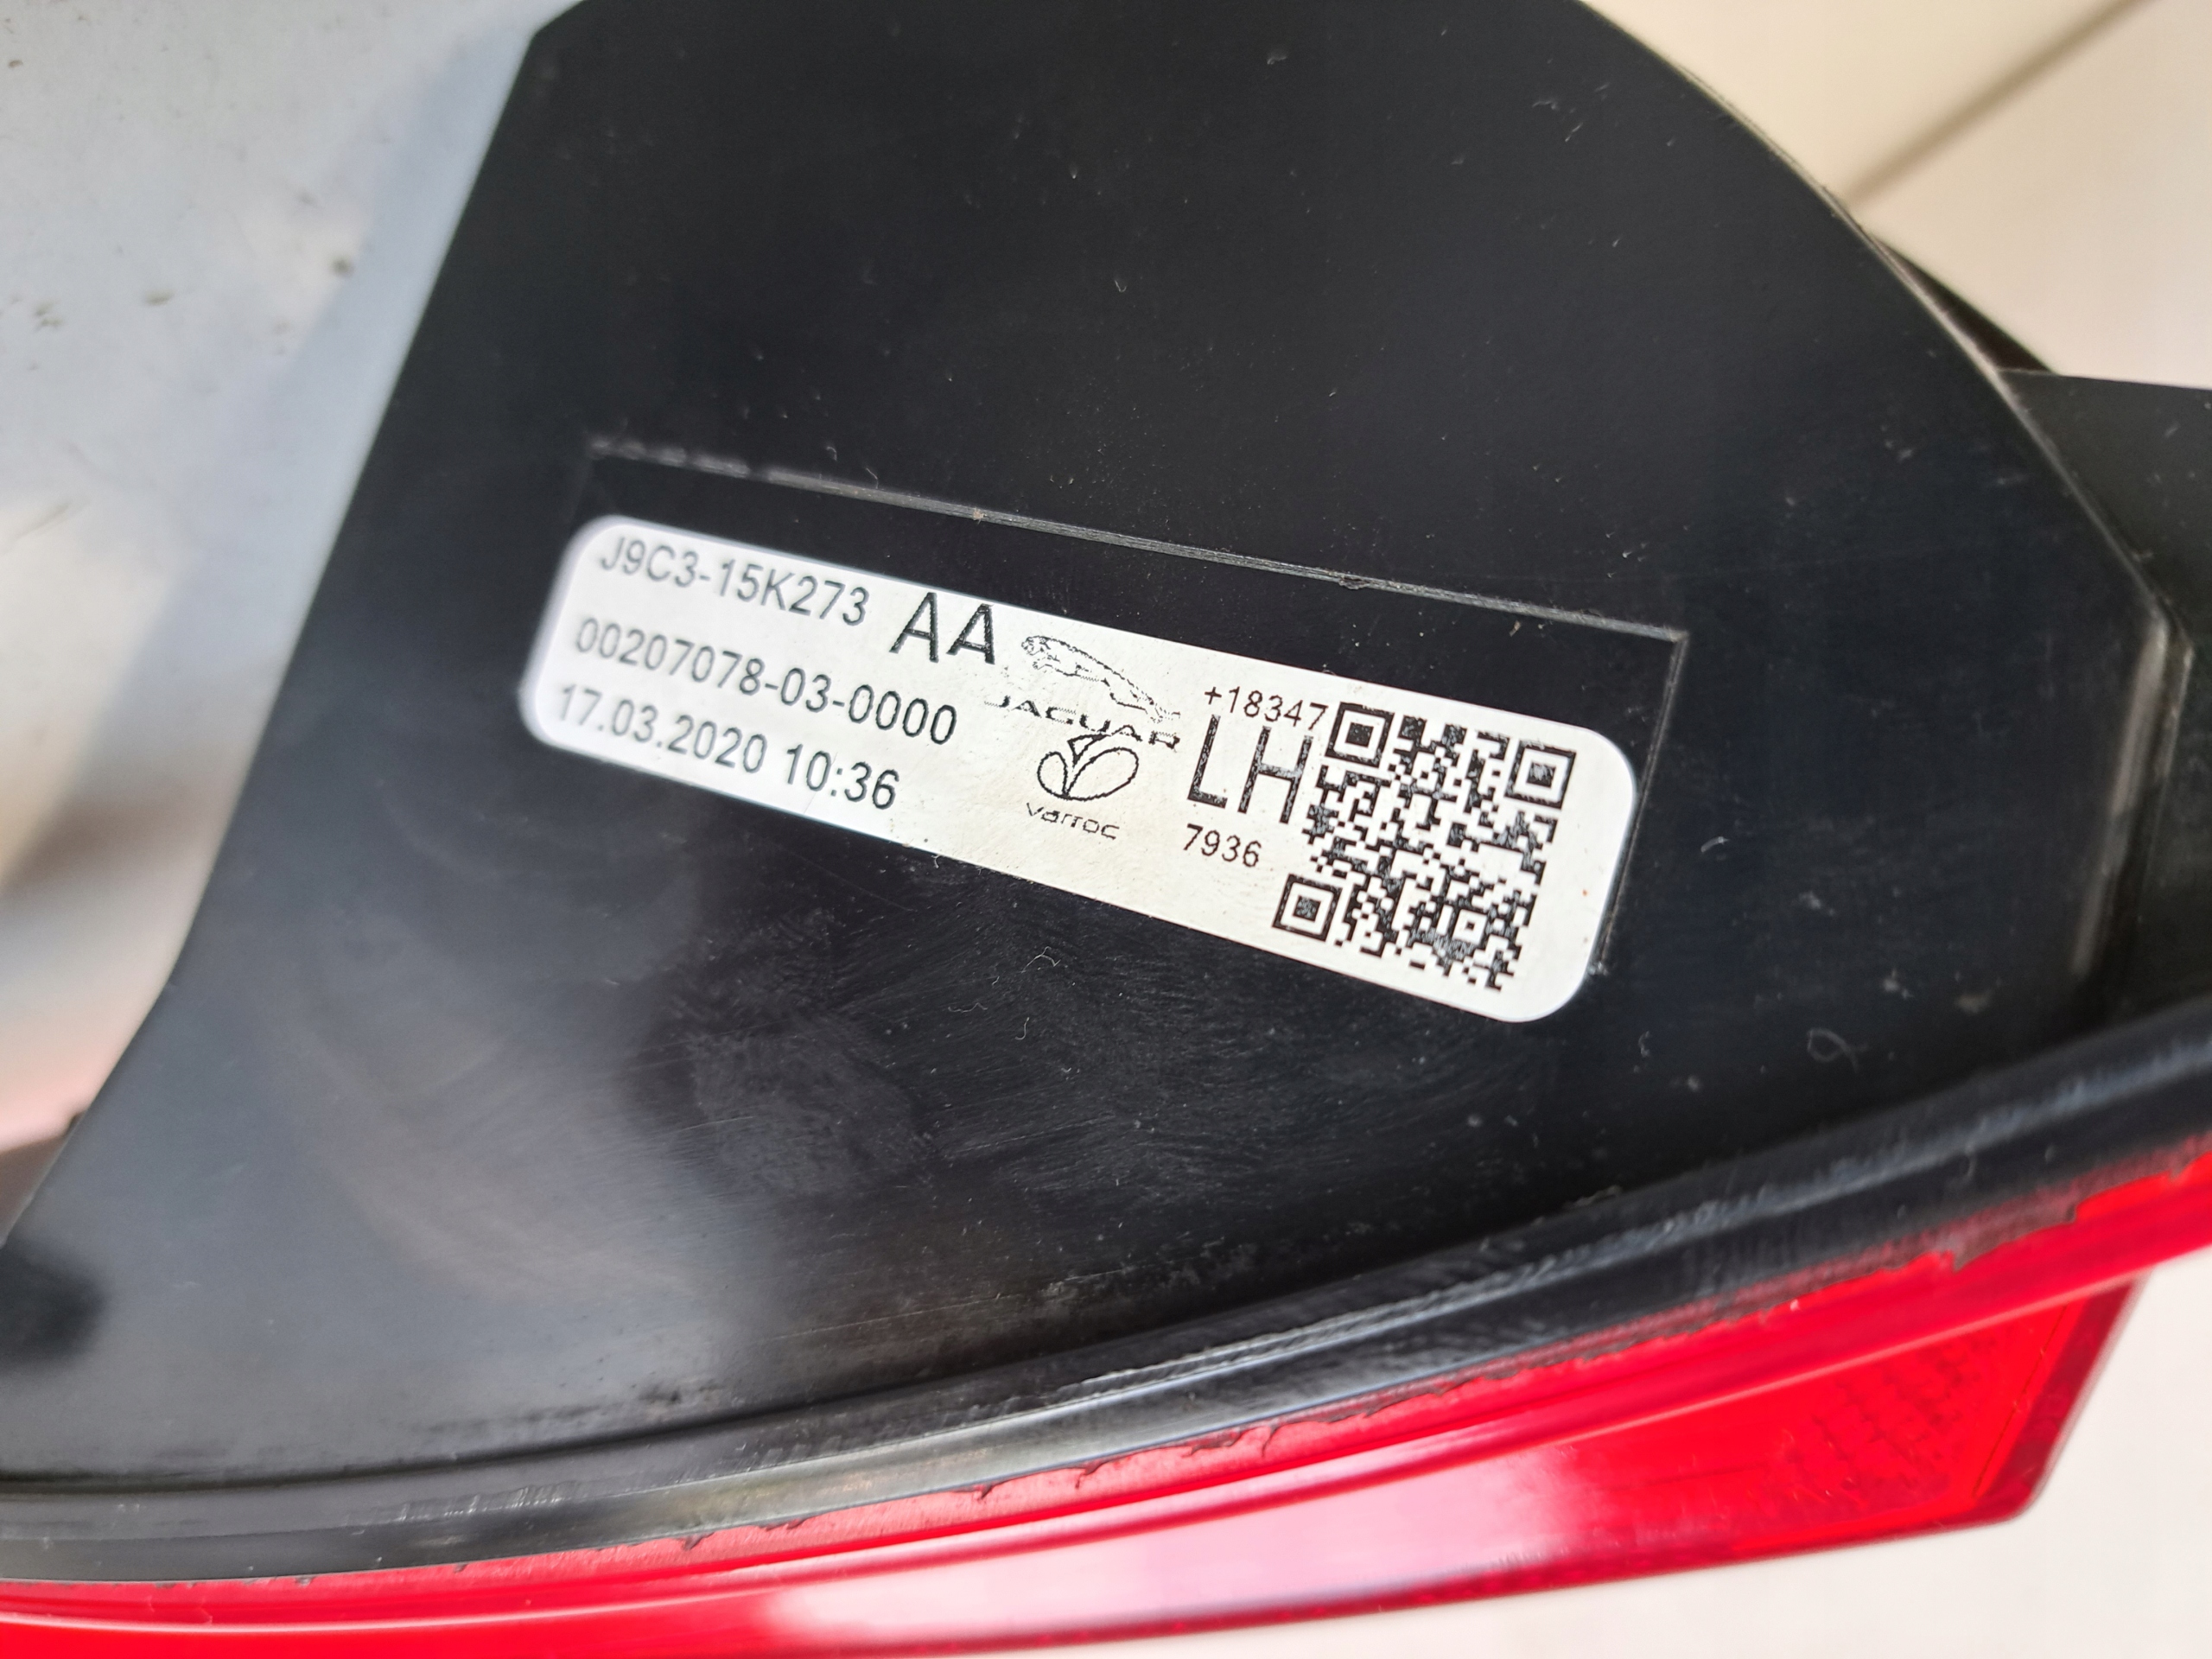 J9C3-15K273 AA
00207078-03-0000
17.03.2020 10:36
JAGUAR
varroc
+18347
LH
7936